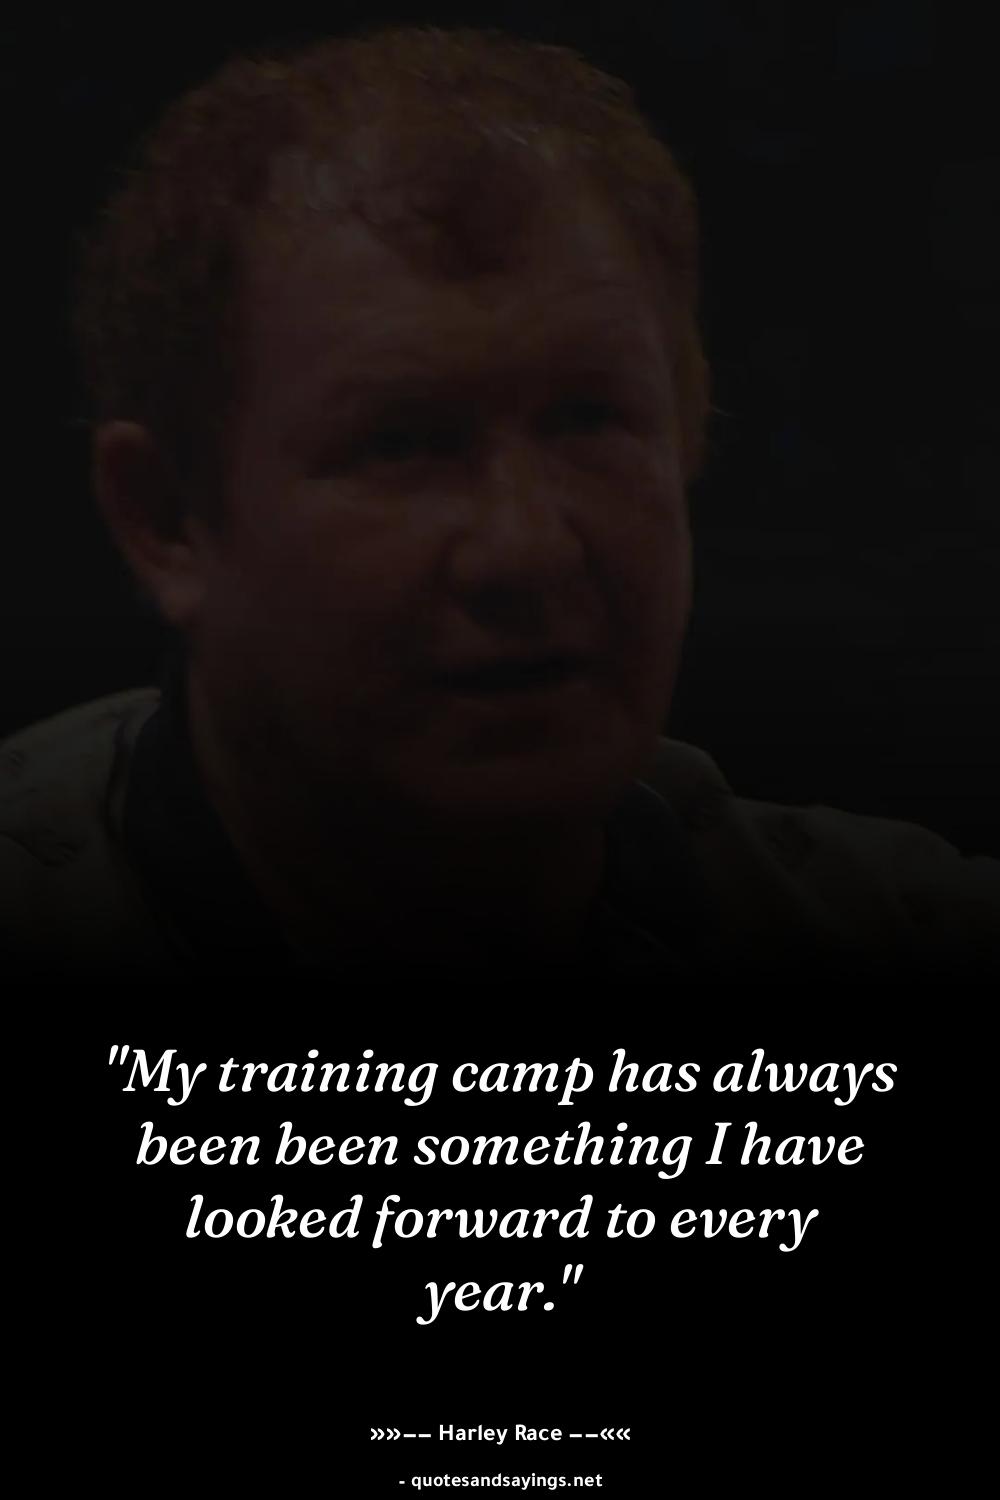 "My training camp has always
been been something I have
looked forward to every
year."
»»−− Harley Race −−««
- quotesandsayings.net